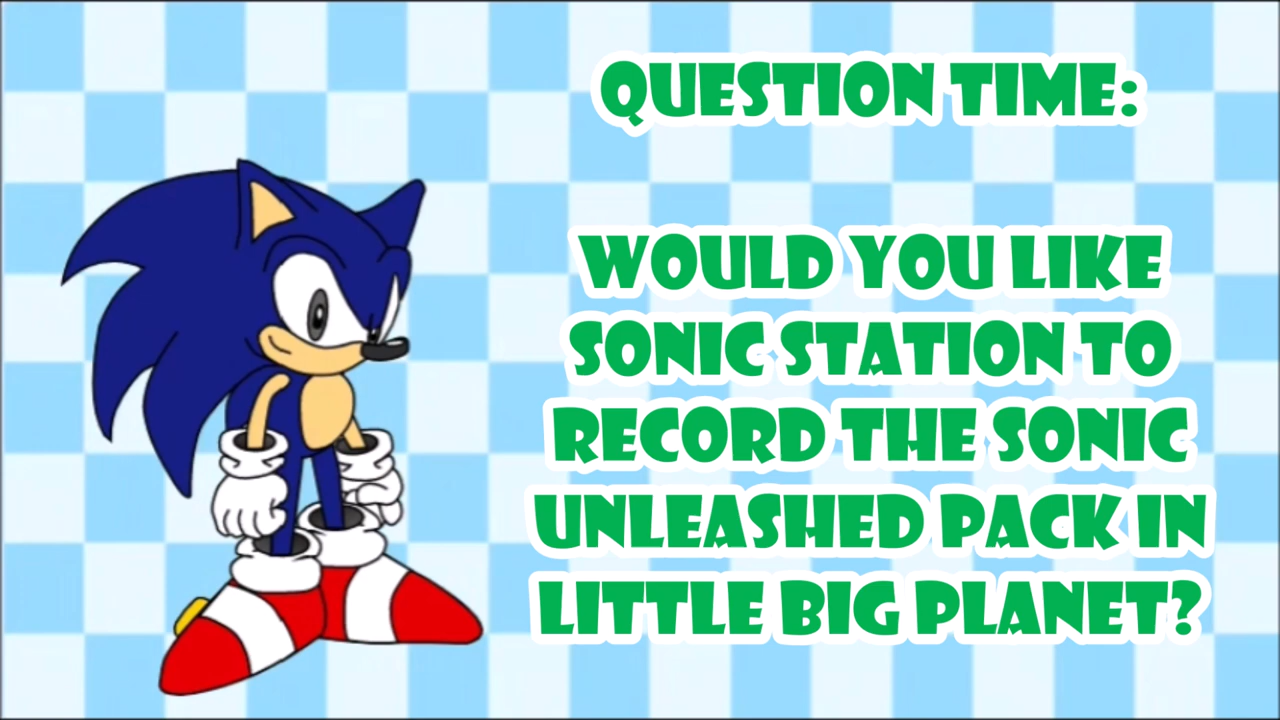 QUESTION TIME:
WOULD YOU LIKE
SONIC STATION TO
RECORD THE SONIC
UNLEASHED PACK IN
LITTLE BIG PLANET?